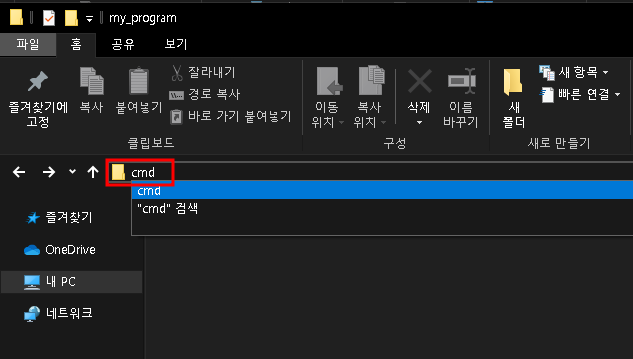 my_program
파일 홈 공유 보기
즐겨찾기에 고정
복사
붙여넣기
잘라내기
경로 복사
바로 가기 붙여넣기
클립보드
이동 위치
복사 위치
삭제
이름 바꾸기
구성
새 폴더
새 항목
빠른 연결
새로 만들기
cmd
cmd
"cmd" 검색
즐겨찾기
OneDrive
내 PC
네트워크